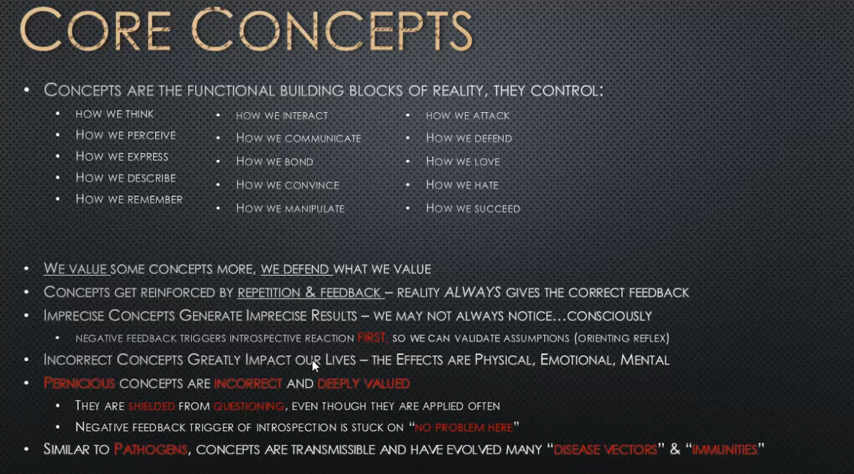 CORE CONCEPTS
• CONCEPTS ARE THE FUNCTIONAL BUILDING BLOCKS OF REALITY, THEY CONTROL:
• HOW WE THINK
• HOW WE PERCEIVE
• HOW WE EXPRESS
• HOW WE DESCRIBE
• HOW WE REMEMBER
• HOW WE INTERACT
• HOW WE COMMUNICATE
• HOW WE BOND
• HOW WE CONVINCE
• HOW WE MANIPULATE
• HOW WE ATTACK
• HOW WE DEFEND
• HOW WE LOVE
• HOW WE HATE
• HOW WE SUCCEED
• WE VALUE SOME CONCEPTS MORE, WE DEFEND WHAT WE VALUE
• CONCEPTS GET REINFORCED BY REPETITION & FEEDBACK – REALITY ALWAYS GIVES THE CORRECT FEEDBACK
• IMPRECISE CONCEPTS GENERATE IMPRECISE RESULTS – WE MAY NOT ALWAYS NOTICE...CONSCIOUSLY
• NEGATIVE FEEDBACK TRIGGERS INTROSPECTIVE REACTION FIRST, SO WE CAN VALIDATE ASSUMPTIONS (ORIENTING REFLEX)
• INCORRECT CONCEPTS GREATLY IMPACT OUR LIVES – THE EFFECTS ARE PHYSICAL, EMOTIONAL, MENTAL
• PERNICIOUS CONCEPTS ARE INCORRECT AND DEEPLY VALUED
• THEY ARE SHIELDED FROM QUESTIONING, EVEN THOUGH THEY ARE APPLIED OFTEN
• NEGATIVE FEEDBACK TRIGGER OF INTROSPECTION IS STUCK ON "NO PROBLEM HERE"
• SIMILAR TO PATHOGENS, CONCEPTS ARE TRANSMISSIBLE AND HAVE EVOLVED MANY "DISEASE VECTORS" & "IMMUNITIES"